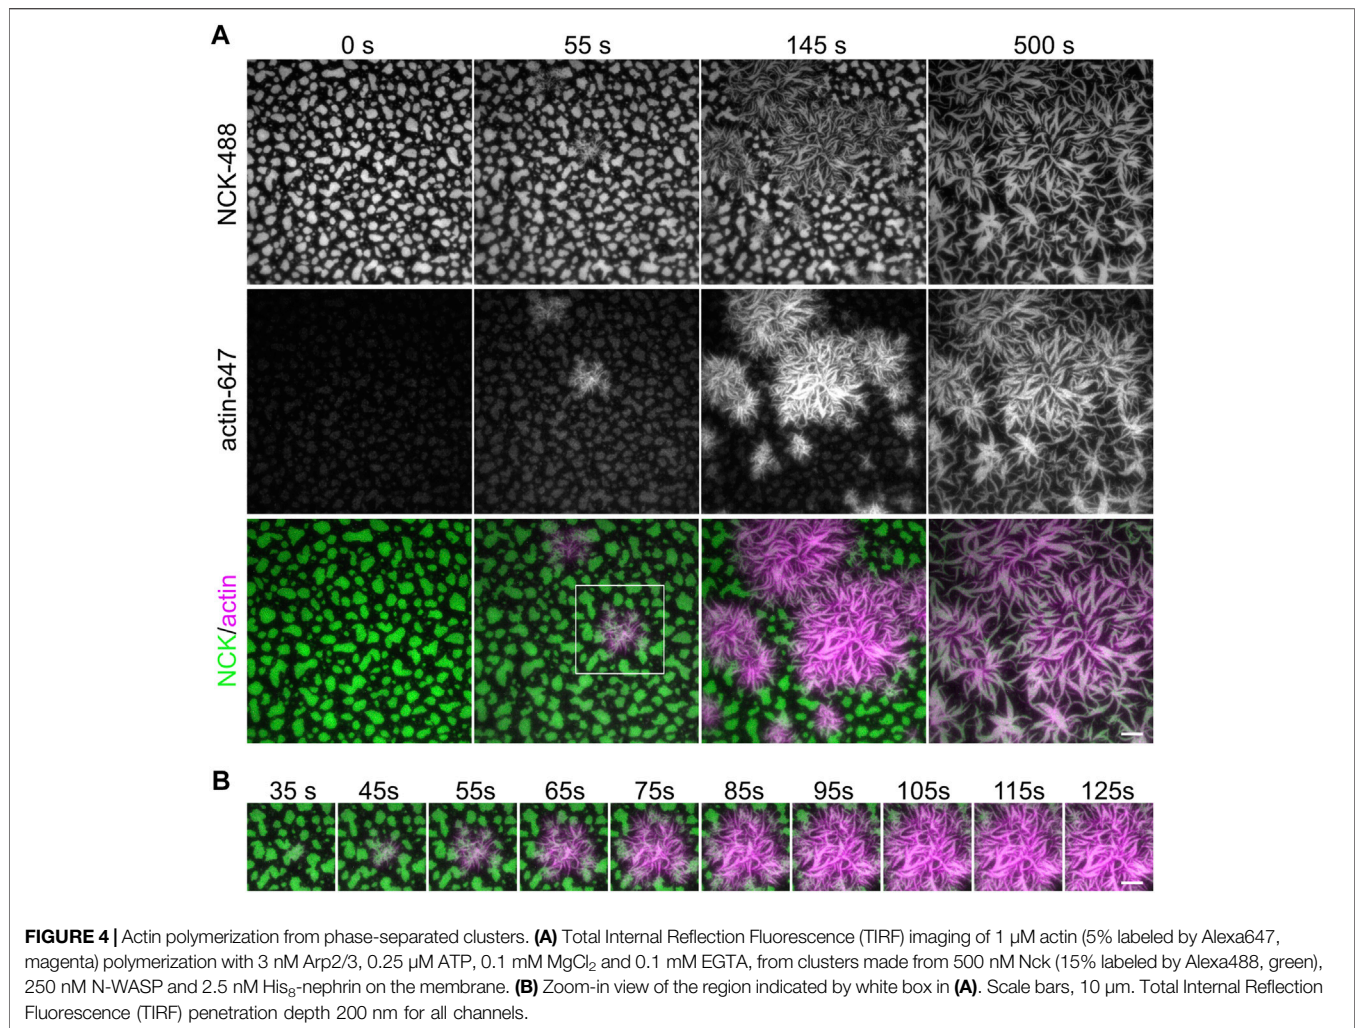 A
0 s 55 s 145 s 500 s
NCK-488
actin-647
NCK/actin
B
35 s 45s 55s 65s 75s 85s 95s 105s 115s 125s
FIGURE 4 | Actin polymerization from phase-separated clusters. (A) Total Internal Reflection Fluorescence (TIRF) imaging of 1 µM actin (5% labeled by Alexa647,
magenta) polymerization with 3 nM Arp2/3, 0.25 µM ATP, 0.1 mM MgCl₂ and 0.1 mM EGTA, from clusters made from 500 nM Nck (15% labeled by Alexa488, green),
250 nM N-WASP and 2.5 nM His₈-nephrin on the membrane. (B) Zoom-in view of the region indicated by white box in (A). Scale bars, 10 µm. Total Internal Reflection
Fluorescence (TIRF) penetration depth 200 nm for all channels.